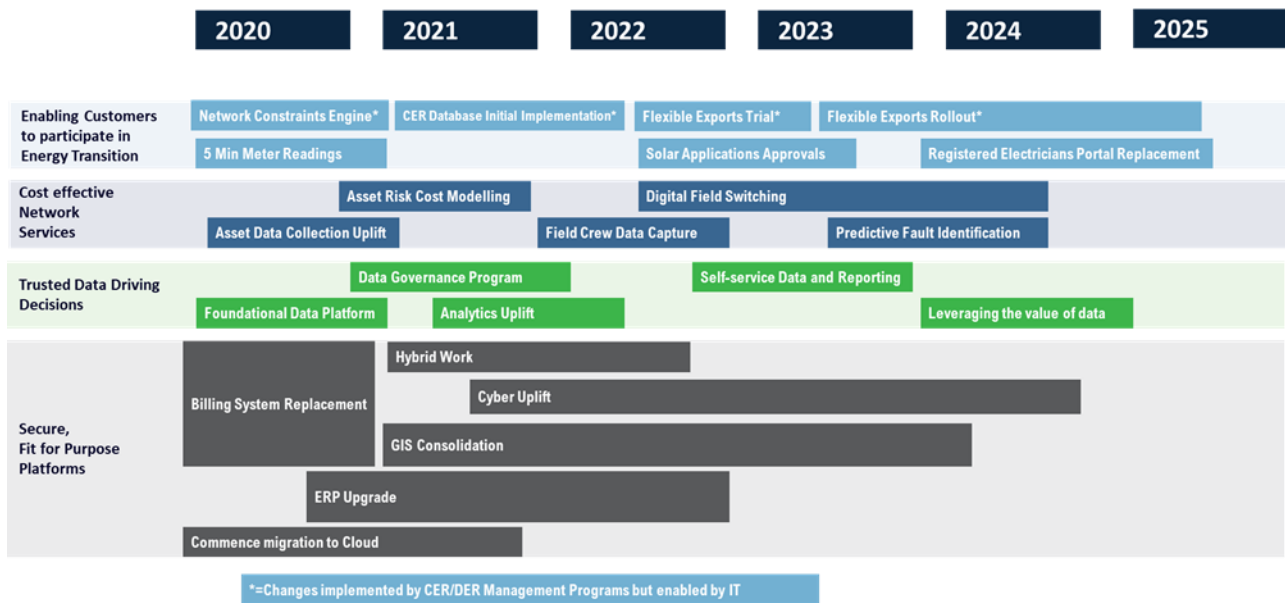 2020 2021 2022 2023 2024 2025
Enabling Customers
to participate in
Energy Transition
Network Constraints Engine* CER Database Initial Implementation* Flexible Exports Trial* Flexible Exports Rollout*
5 Min Meter Readings Solar Applications Approvals Registered Electricians Portal Replacement
Cost effective
Network
Services
Asset Risk Cost Modelling Digital Field Switching
Asset Data Collection Uplift Field Crew Data Capture Predictive Fault Identification
Trusted Data Driving
Decisions
Data Governance Program Self-service Data and Reporting
Foundational Data Platform Analytics Uplift Leveraging the value of data
Secure,
Fit for Purpose
Platforms
Hybrid Work
Billing System Replacement Cyber Uplift
GIS Consolidation
ERP Upgrade
Commence migration to Cloud
*=Changes implemented by CER/DER Management Programs but enabled by IT